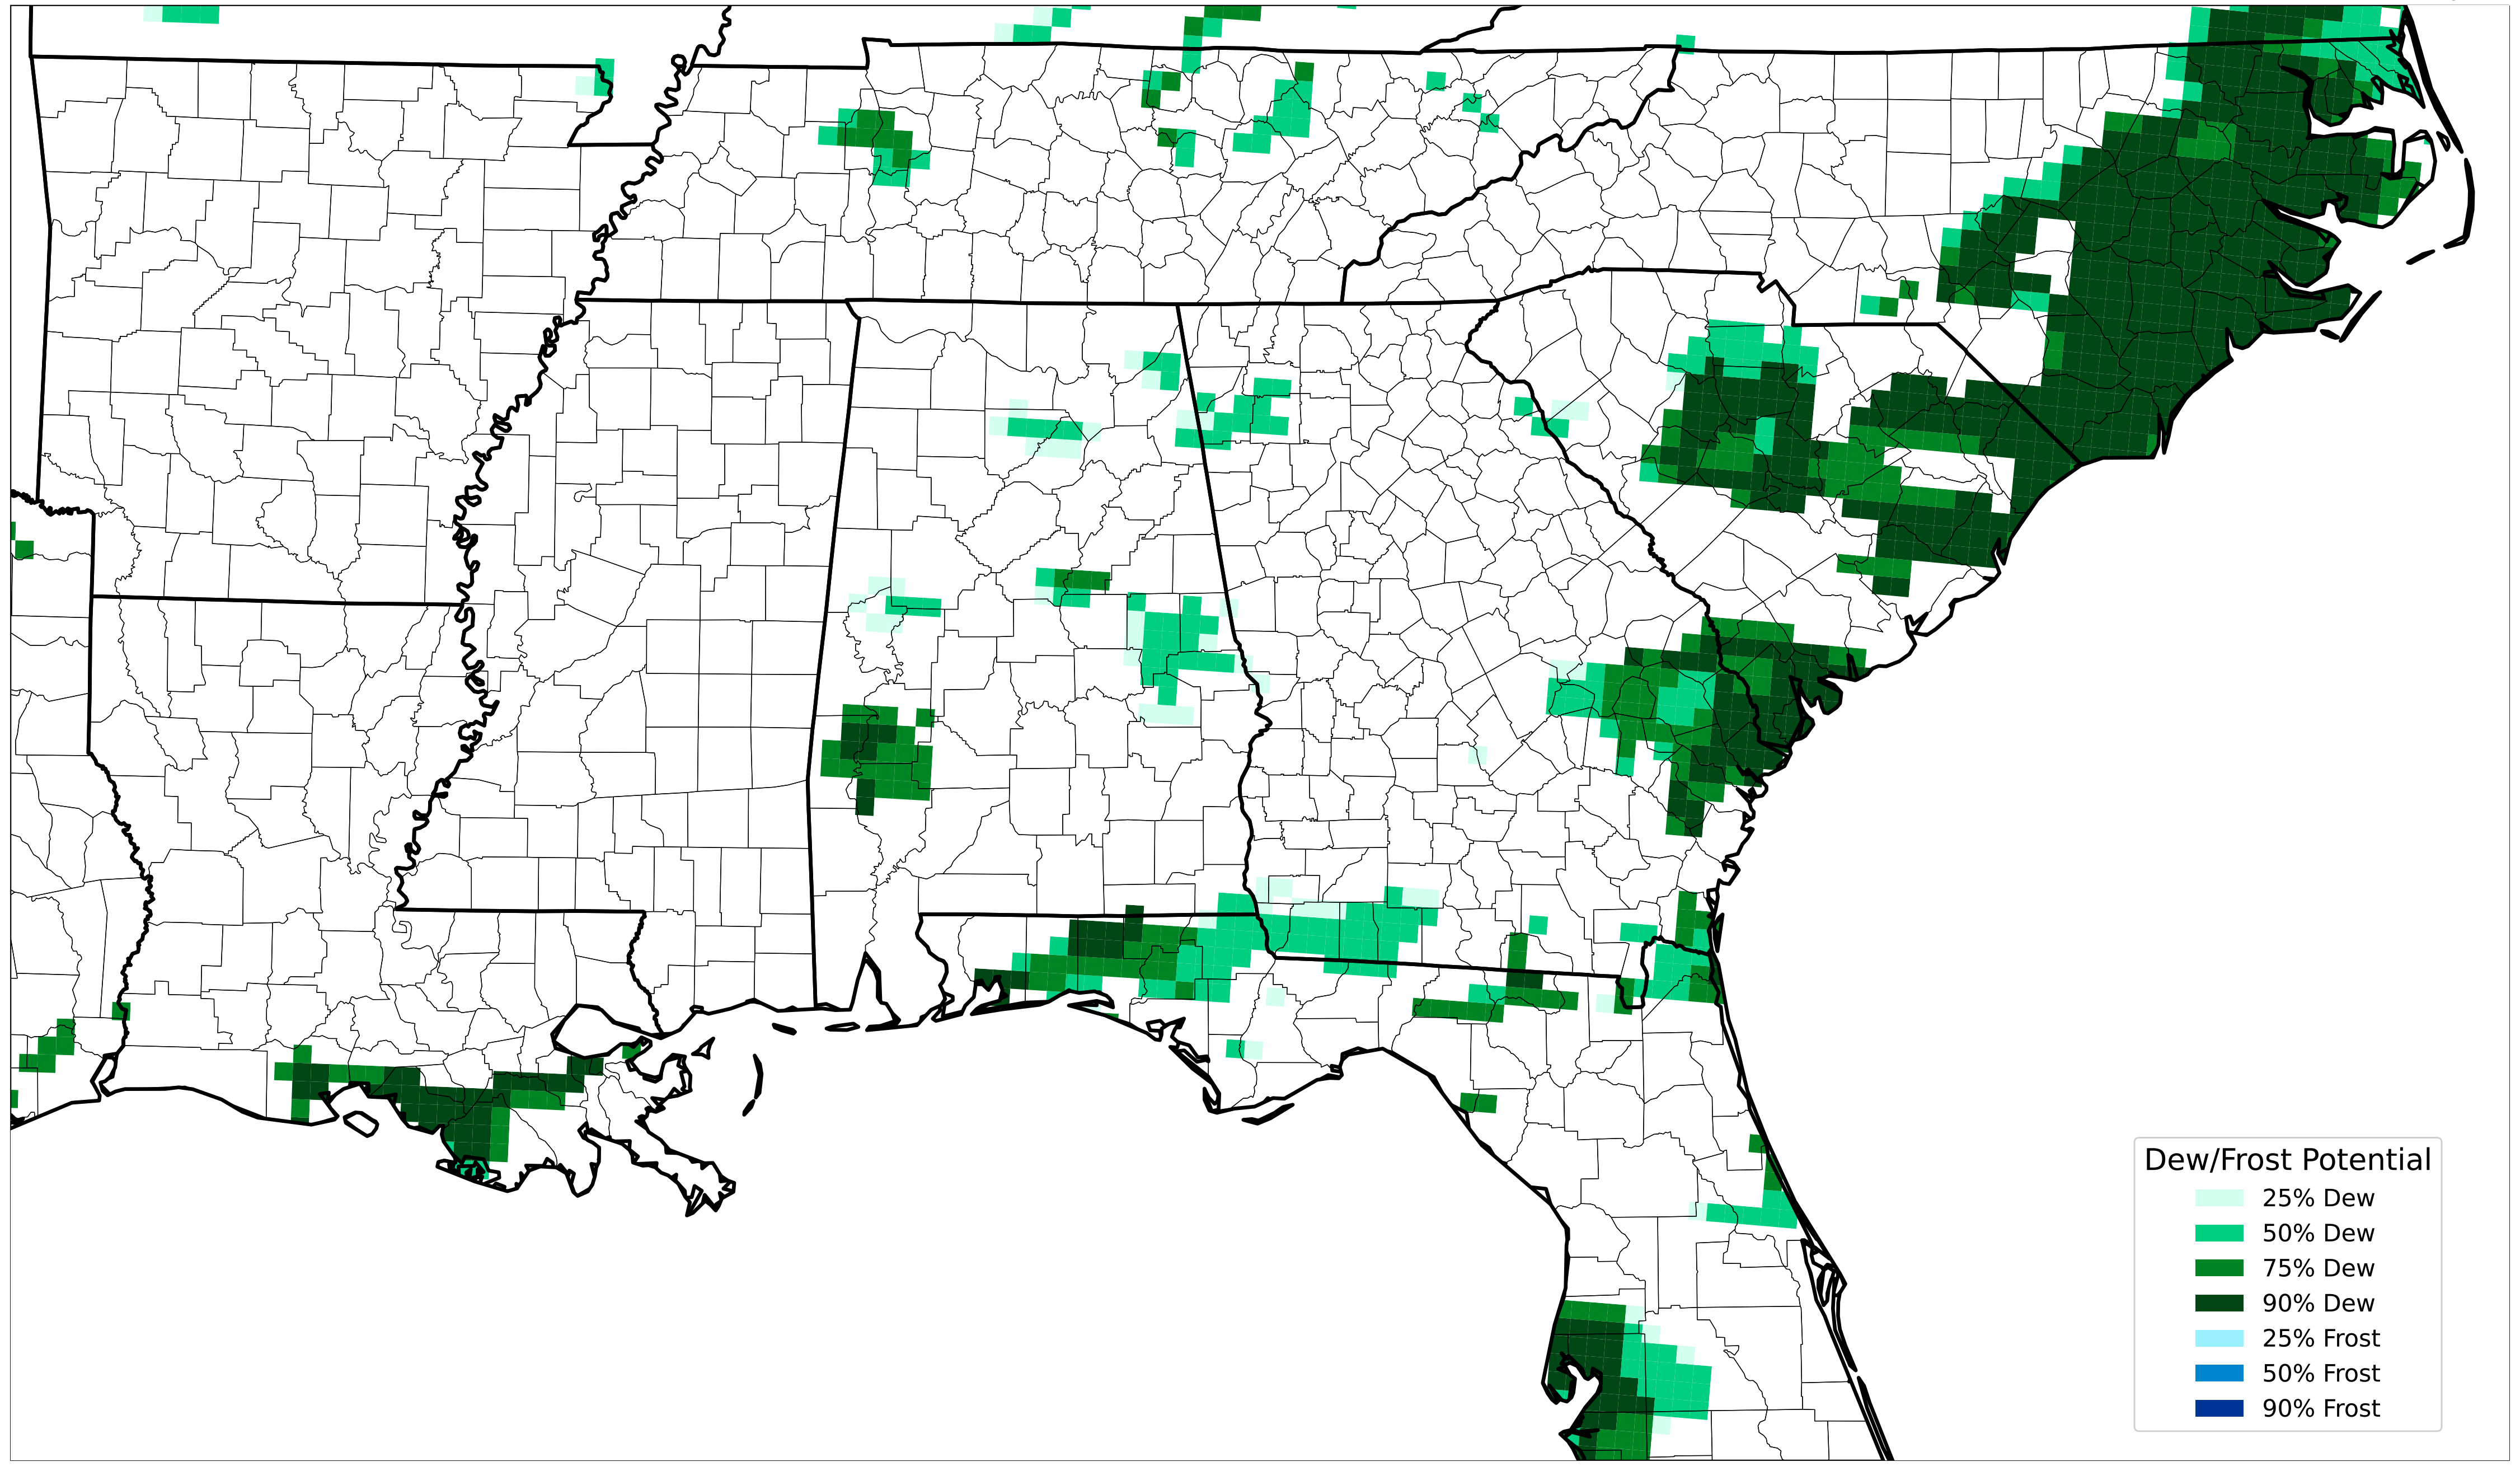 Dew/Frost Potential
25% Dew
50% Dew
75% Dew
90% Dew
25% Frost
50% Frost
90% Frost